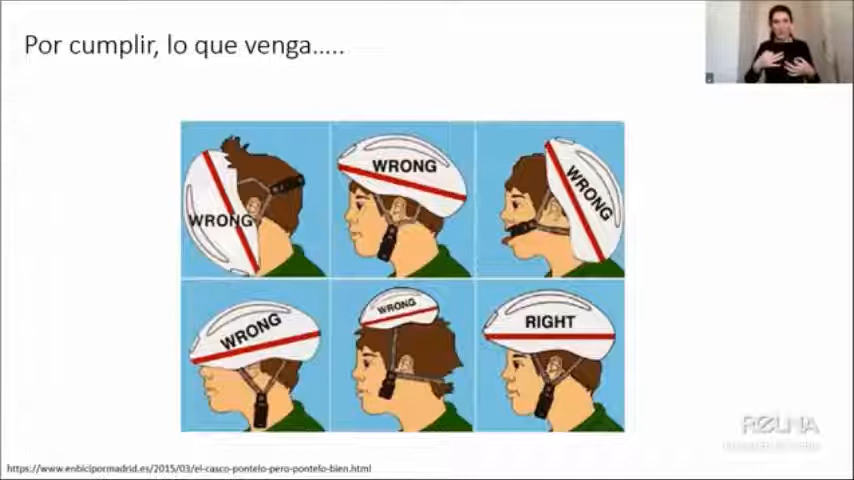 Por cumplir, lo que venga.....
WRONG
WRONG
WRONG
WRONG
WRONG
RIGHT
https://www.enbicipormadrid.es/2015/03/el-casco-pontelo-pero-pontelo-bien.html